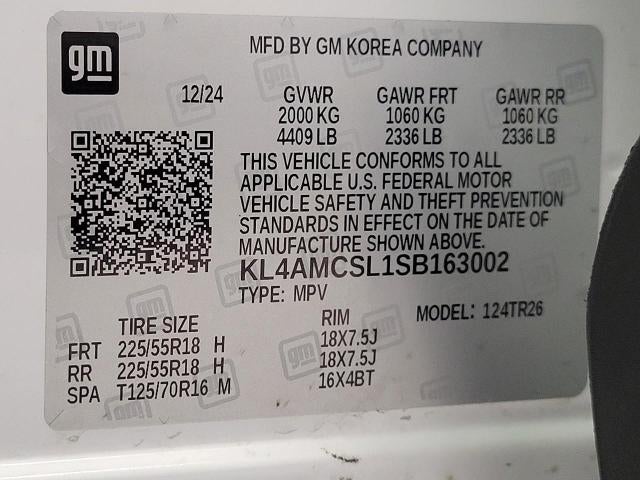 gm
MFD BY GM KOREA COMPANY
12/24 GVWR GAWR FRT GAWR RR
2000 KG 1060 KG 1060 KG
4409 LB 2336 LB 2336 LB
THIS VEHICLE CONFORMS TO ALL
APPLICABLE U.S. FEDERAL MOTOR
VEHICLE SAFETY AND THEFT PREVENTION
STANDARDS IN EFFECT ON THE DATE OF
MANUFACTURE SHOWN ABOVE.
KL4AMCSL1SB163002
TYPE: MPV
MODEL: 124TR26
TIRE SIZE RIM
FRT 225/55R18 H 18X7.5J
RR 225/55R18 H 18X7.5J
SPA T125/70R16 M 16X4BT